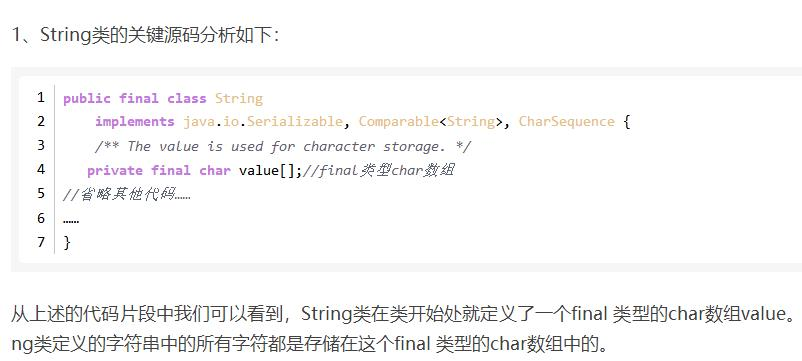 1、String类的关键源码分析如下：
1 public final class String
2 implements java.io.Serializable, Comparable<String>, CharSequence {
3 /** The value is used for character storage. */
4 private final char value[];//final类型char数组
5 //省略其他代码……
6 ……
7 }
从上述的代码片段中我们可以看到，String类在类开始处就定义了一个final 类型的char数组value。
ng类定义的字符串中的所有字符都是存储在这个final 类型的char数组中的。